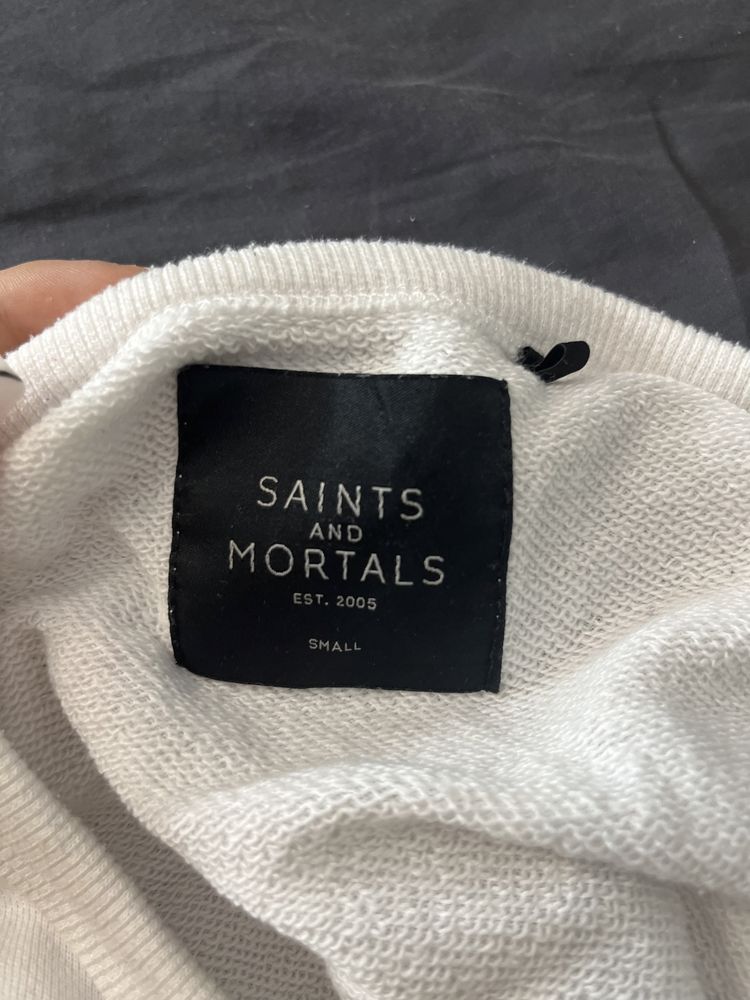 SAINTS
AND
MORTALS
EST. 2005
SMALL